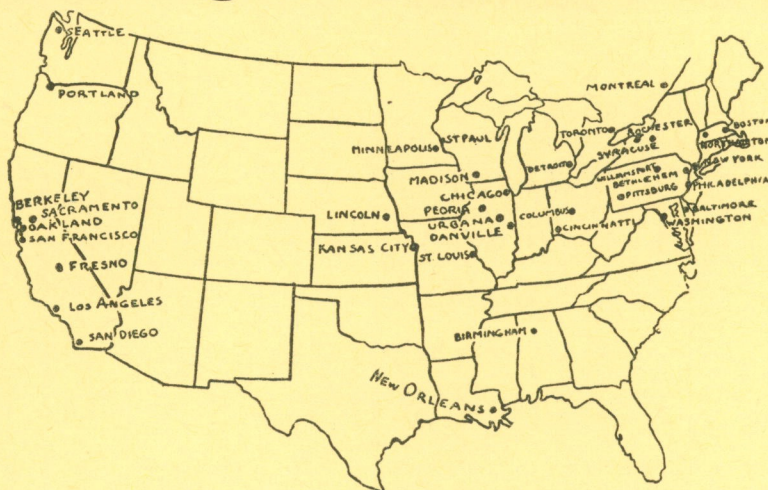 SEATTLE
PORTLAND
MONTREAL
MINNEAPOLIS
ST PAUL
TORONTO
ROCHESTER
BOSTON
SYRACUSE
NEW YORK
DETROIT
MADISON
WILLIAMSPORT
BETHLEHEM
PITTSBURG
PHILADELPHIA
CHICAGO
PEORIA
BERKELEY
SACRAMENTO
OAKLAND
SAN FRANCISCO
LINCOLN
URBANA
DANVILLE
COLUMBUS
CINCINNATTI
BALTIMORE
WASHINGTON
KANSAS CITY
ST. LOUIS
FRESNO
LOS ANGELES
SAN DIEGO
BIRMINGHAM
NEW ORLEANS